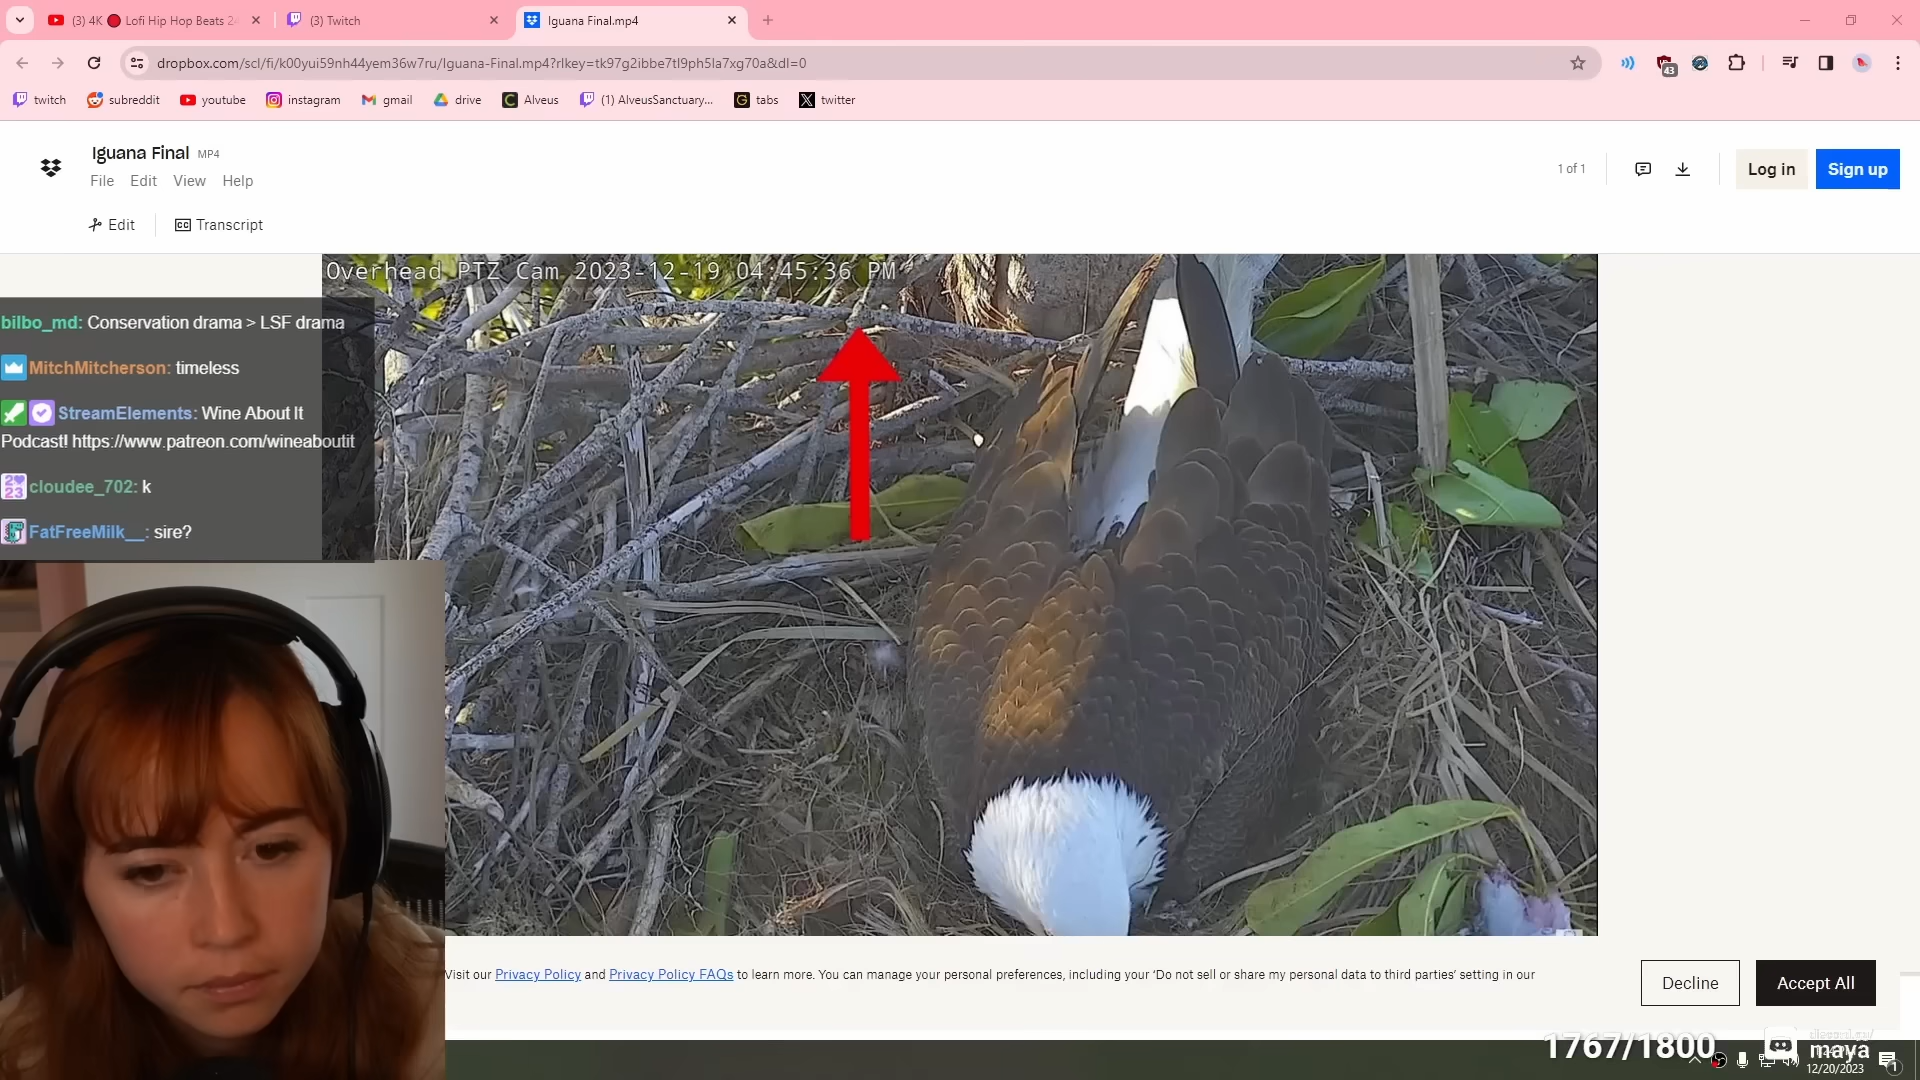 (3) 4K 🔴 Lofi Hip Hop Beats 24
(3) Twitch
Iguana Final.mp4
dropbox.com/scl/fi/k00yui59nh44yem36w7ru/Iguana-Final.mp4?rlkey=tk97g2ibbe7tl9ph5la7xg70a&dl=0
43
twitch
subreddit
youtube
instagram
gmail
drive
Alveus
(1) AlveusSanctuary...
tabs
twitter
Iguana Final MP4
File Edit View Help
1 of 1
Log in
Sign up
Edit
CC Transcript
Overhead PTZ Cam 2023-12-19 04:45:36 PM
bilbo_md: Conservation drama > LSF drama
MitchMitcherson: timeless
StreamElements: Wine About It
Podcast! https://www.patreon.com/wineaboutit
cloudee_702: k
FatFreeMilk__: sire?
Visit our Privacy Policy and Privacy Policy FAQs to learn more. You can manage your personal preferences, including your ‘Do not sell or share my personal data to third parties’ setting in our
Decline
Accept All
1767/1800
maya
12/20/2023
1